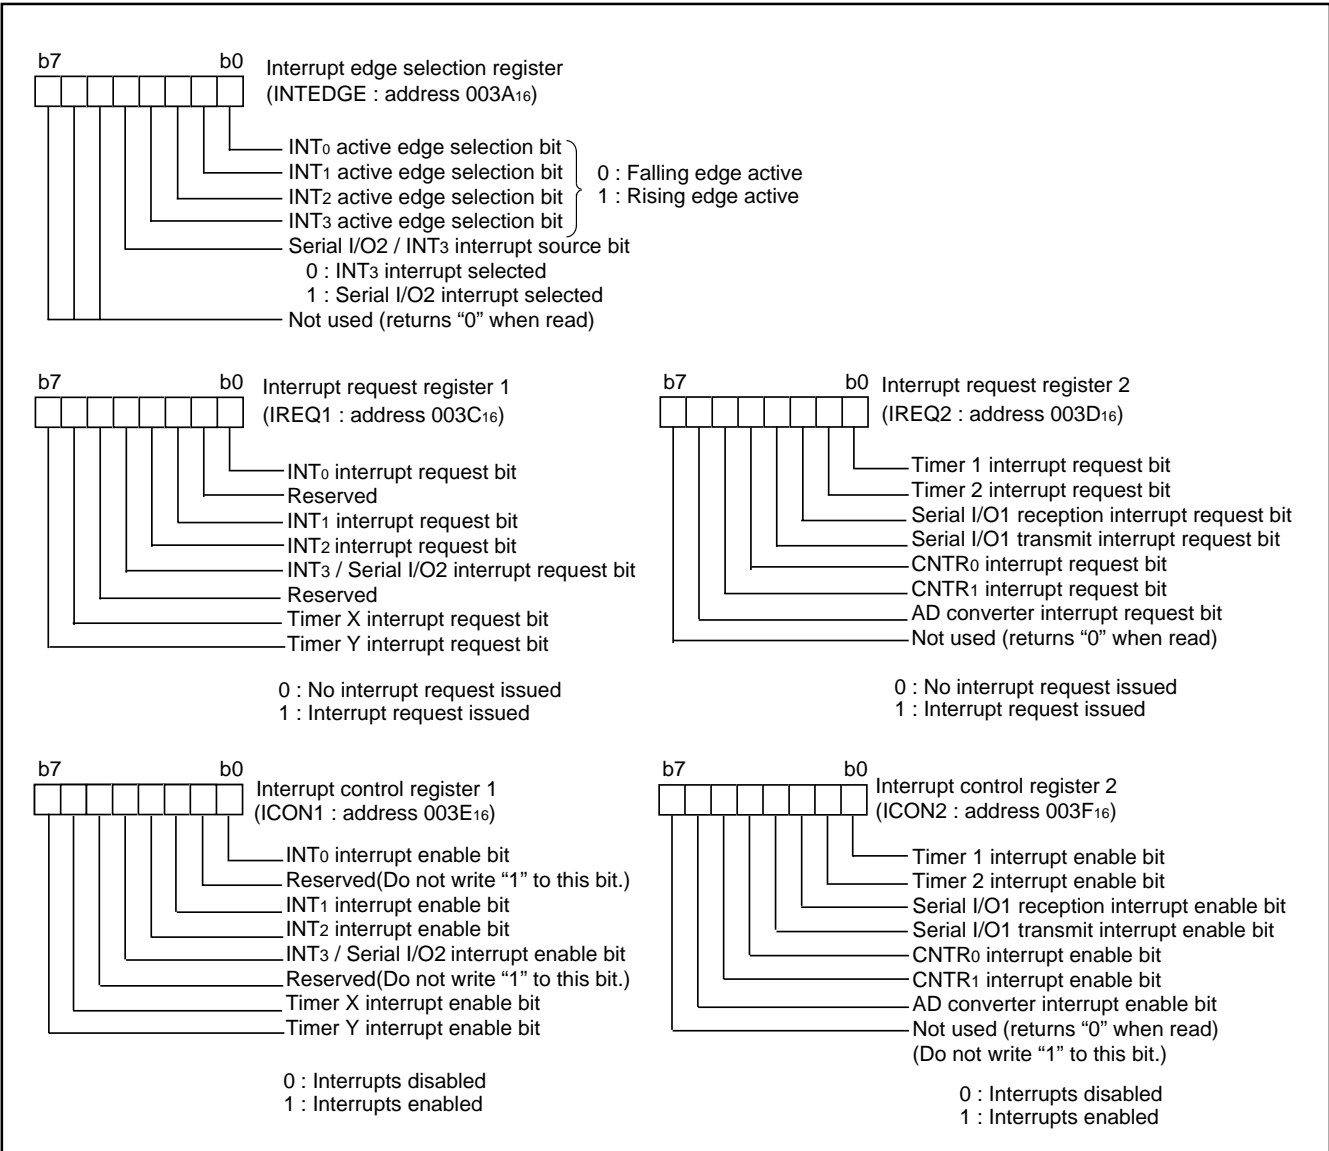 b7 b0 Interrupt edge selection register
(INTEDGE : address 003A16)
INT0 active edge selection bit
INT1 active edge selection bit
INT2 active edge selection bit
INT3 active edge selection bit
0 : Falling edge active
1 : Rising edge active
Serial I/O2 / INT3 interrupt source bit
0 : INT3 interrupt selected
1 : Serial I/O2 interrupt selected
Not used (returns “0” when read)
b7 b0 Interrupt request register 1
(IREQ1 : address 003C16)
INT0 interrupt request bit
Reserved
INT1 interrupt request bit
INT2 interrupt request bit
INT3 / Serial I/O2 interrupt request bit
Reserved
Timer X interrupt request bit
Timer Y interrupt request bit
0 : No interrupt request issued
1 : Interrupt request issued
b7 b0 Interrupt request register 2
(IREQ2 : address 003D16)
Timer 1 interrupt request bit
Timer 2 interrupt request bit
Serial I/O1 reception interrupt request bit
Serial I/O1 transmit interrupt request bit
CNTR0 interrupt request bit
CNTR1 interrupt request bit
AD converter interrupt request bit
Not used (returns “0” when read)
0 : No interrupt request issued
1 : Interrupt request issued
b7 b0 Interrupt control register 1
(ICON1 : address 003E16)
INT0 interrupt enable bit
Reserved(Do not write “1” to this bit.)
INT1 interrupt enable bit
INT2 interrupt enable bit
INT3 / Serial I/O2 interrupt enable bit
Reserved(Do not write “1” to this bit.)
Timer X interrupt enable bit
Timer Y interrupt enable bit
0 : Interrupts disabled
1 : Interrupts enabled
b7 b0 Interrupt control register 2
(ICON2 : address 003F16)
Timer 1 interrupt enable bit
Timer 2 interrupt enable bit
Serial I/O1 reception interrupt enable bit
Serial I/O1 transmit interrupt enable bit
CNTR0 interrupt enable bit
CNTR1 interrupt enable bit
AD converter interrupt enable bit
Not used (returns “0” when read)
(Do not write “1” to this bit.)
0 : Interrupts disabled
1 : Interrupts enabled